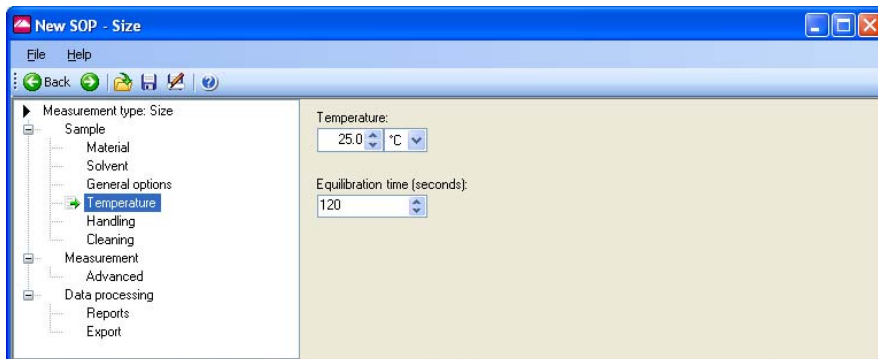 New SOP - Size
File Help
Back
Measurement type: Size
Sample
Material
Solvent
General options
Temperature
Handling
Cleaning
Measurement
Advanced
Data processing
Reports
Export
Temperature:
25.0 °C
Equilibration time (seconds):
120